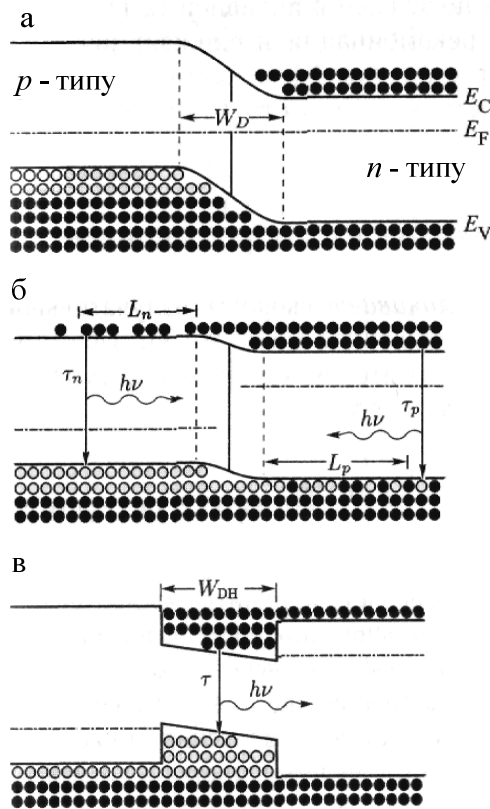 а
p - типу
W_D
E_C
E_F
n - типу
E_V
б
L_n
τ_n
hν
τ_p
hν
L_p
в
W_DH
τ
hν